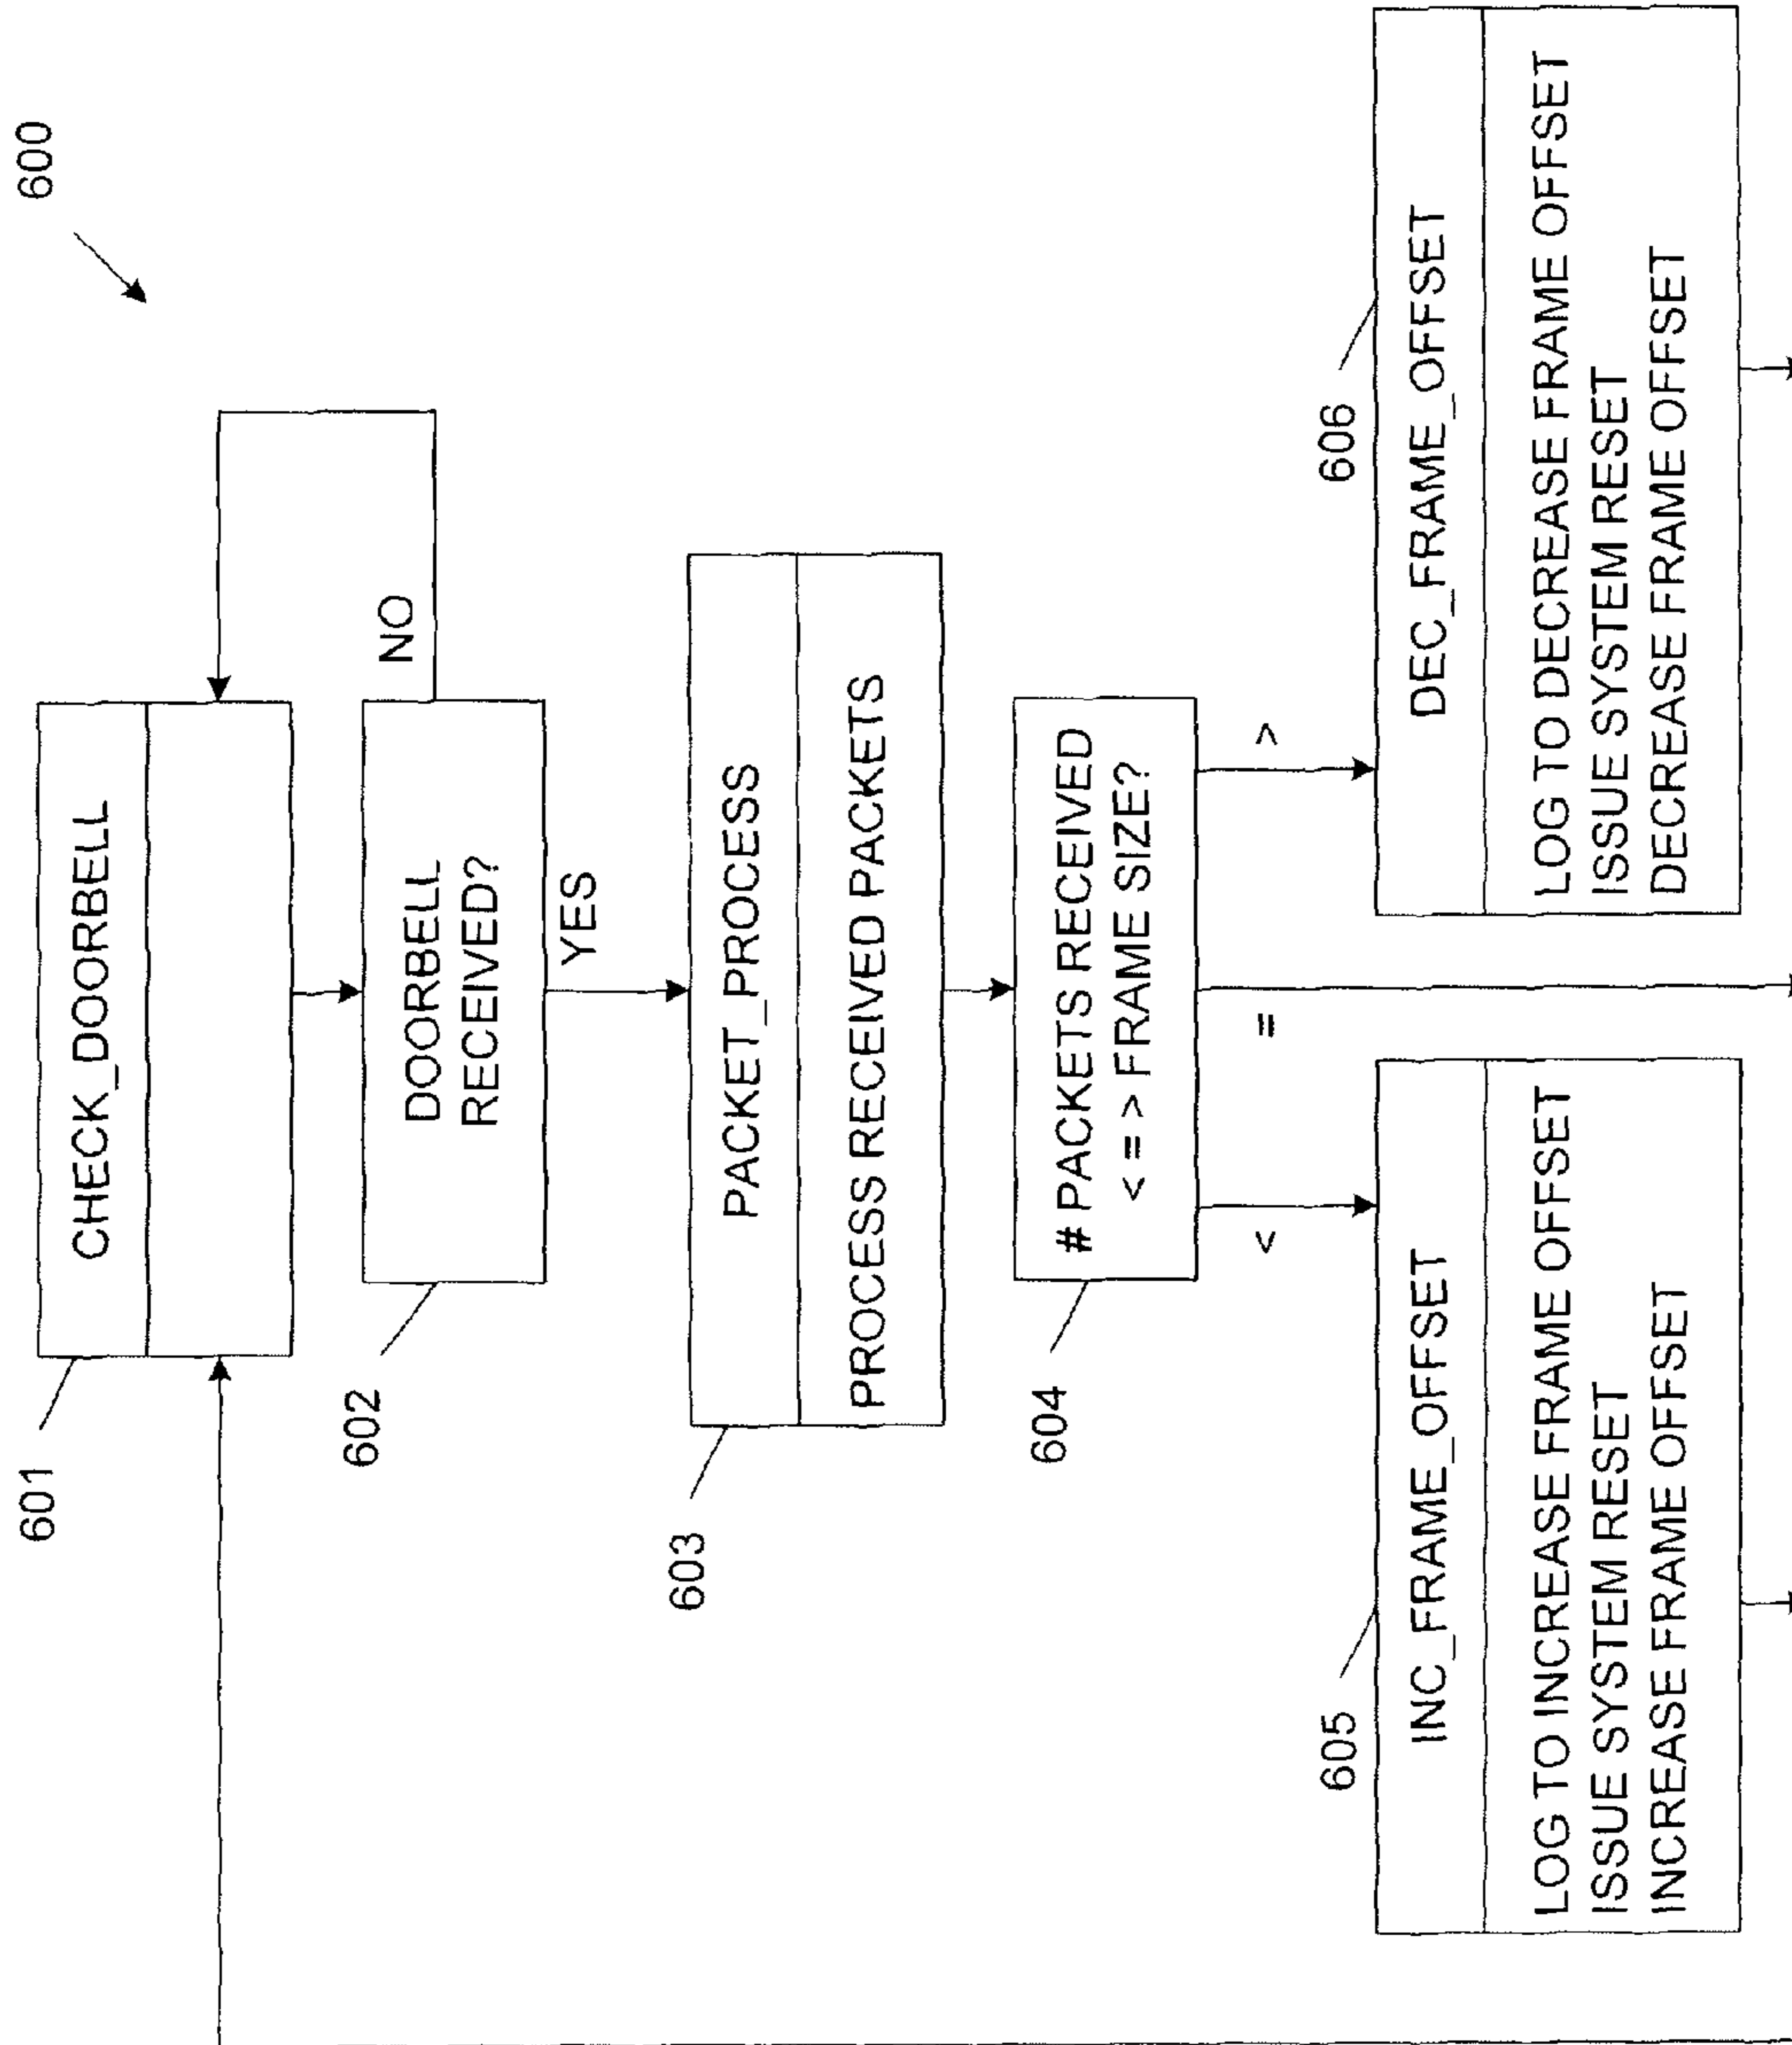 600
601
CHECK_DOORBELL
602
DOORBELL
RECEIVED?
NO
YES
603
PACKET_PROCESS
PROCESS RECEIVED PACKETS
604
# PACKETS RECEIVED
< = > FRAME SIZE?
<
=
>
605
INC_FRAME_OFFSET
LOG TO INCREASE FRAME OFFSET
ISSUE SYSTEM RESET
INCREASE FRAME OFFSET
606
DEC_FRAME_OFFSET
LOG TO DECREASE FRAME OFFSET
ISSUE SYSTEM RESET
DECREASE FRAME OFFSET